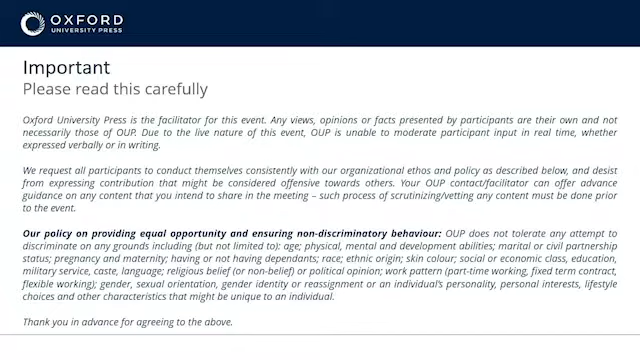 OXFORD
UNIVERSITY PRESS
Important
Please read this carefully
Oxford University Press is the facilitator for this event. Any views, opinions or facts presented by participants are their own and not
necessarily those of OUP. Due to the live nature of this event, OUP is unable to moderate participant input in real time, whether
expressed verbally or in writing.
We request all participants to conduct themselves consistently with our organizational ethos and policy as described below, and desist
from expressing contribution that might be considered offensive towards others. Your OUP contact/facilitator can offer advance
guidance on any content that you intend to share in the meeting – such process of scrutinizing/vetting any content must be done prior
to the event.
Our policy on providing equal opportunity and ensuring non-discriminatory behaviour: OUP does not tolerate any attempt to
discriminate on any grounds including (but not limited to): age; physical, mental and development abilities; marital or civil partnership
status; pregnancy and maternity; having or not having dependants; race; ethnic origin; skin colour; social or economic class, education,
military service, caste, language; religious belief (or non-belief) or political opinion; work pattern (part-time working, fixed term contract,
flexible working); gender, sexual orientation, gender identity or reassignment or an individual's personality, personal interests, lifestyle
choices and other characteristics that might be unique to an individual.
Thank you in advance for agreeing to the above.